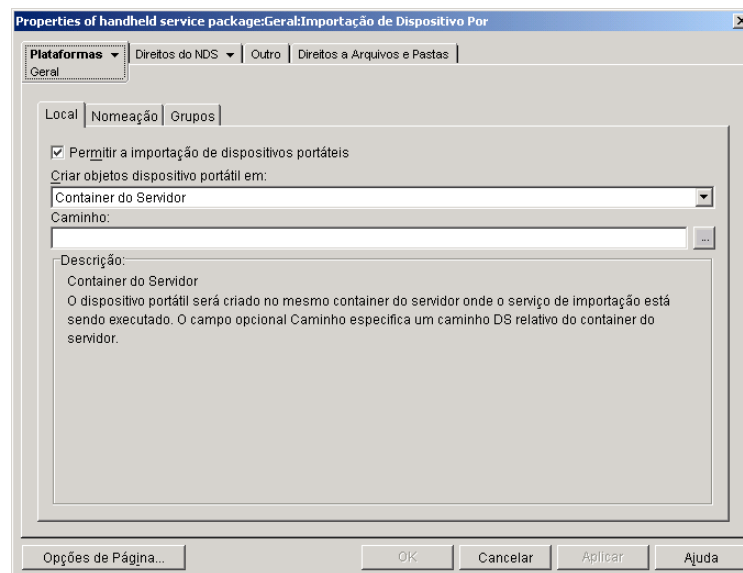 Properties of handheld service package:Geral:Importação de Dispositivo Por
Plataformas Direitos do NDS Outro Direitos a Arquivos e Pastas
Geral
Local Nomeação Grupos
Permitir a importação de dispositivos portáteis
Criar objetos dispositivo portátil em:
Container do Servidor
Caminho:
...
Descrição:
Container do Servidor
O dispositivo portátil será criado no mesmo container do servidor onde o serviço de importação está
sendo executado. O campo opcional Caminho especifica um caminho DS relativo do container do
servidor.
Opções de Página... OK Cancelar Aplicar Ajuda